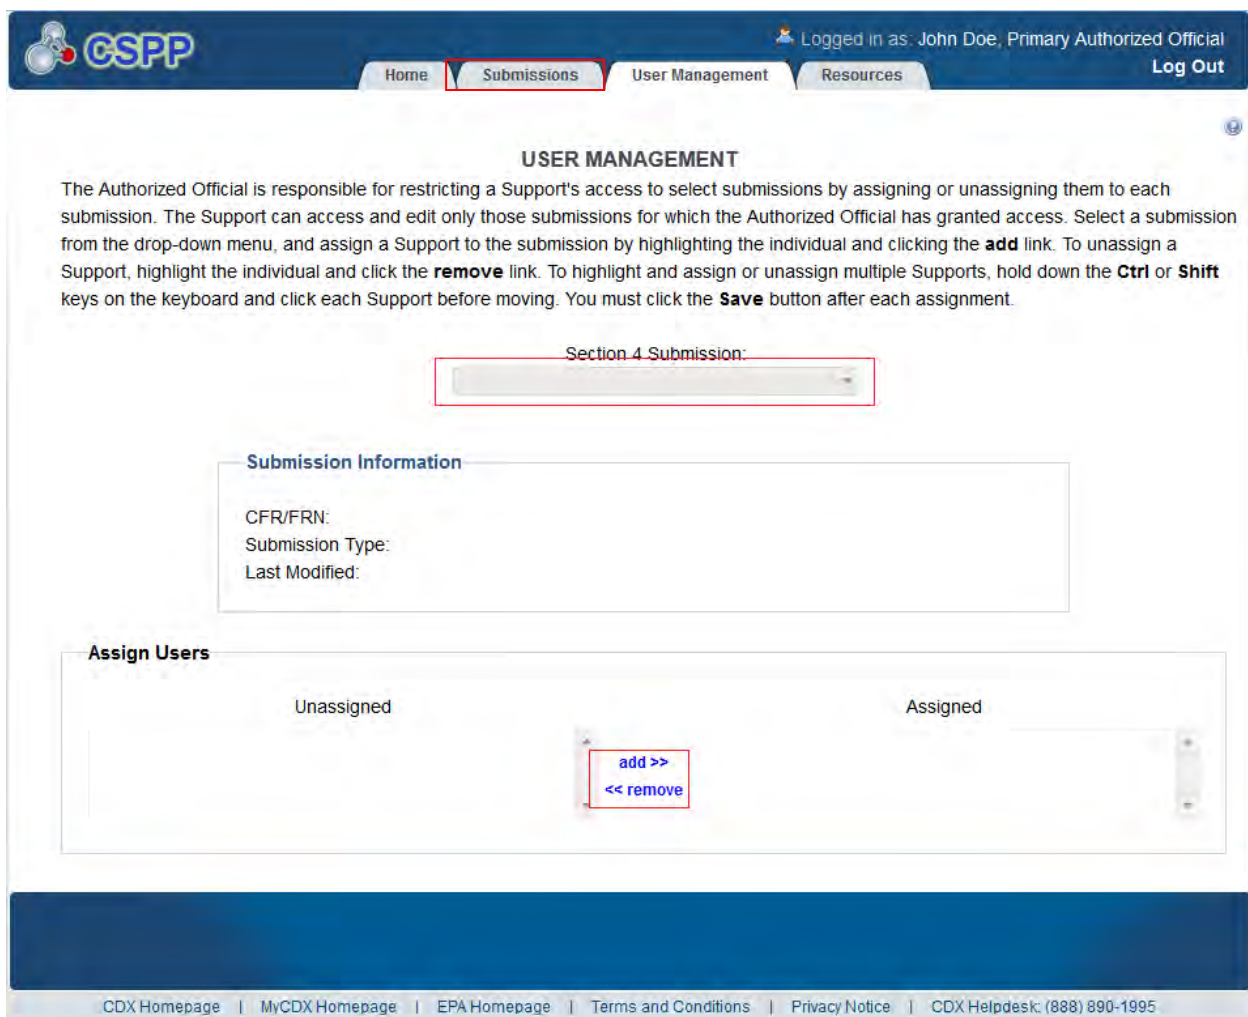 CSPP
Logged in as: John Doe, Primary Authorized Official
Log Out
Home
Submissions
User Management
Resources
USER MANAGEMENT
The Authorized Official is responsible for restricting a Support's access to select submissions by assigning or unassigning them to each
submission. The Support can access and edit only those submissions for which the Authorized Official has granted access. Select a submission
from the drop-down menu, and assign a Support to the submission by highlighting the individual and clicking the add link. To unassign a
Support, highlight the individual and click the remove link. To highlight and assign or unassign multiple Supports, hold down the Ctrl or Shift
keys on the keyboard and click each Support before moving. You must click the Save button after each assignment.
Section 4 Submission:
Submission Information
CFR/FRN:
Submission Type:
Last Modified:
Assign Users
Unassigned
Assigned
add >>
<< remove
CDX Homepage | MyCDX Homepage | EPA Homepage | Terms and Conditions | Privacy Notice | CDX Helpdesk: (888) 890-1995